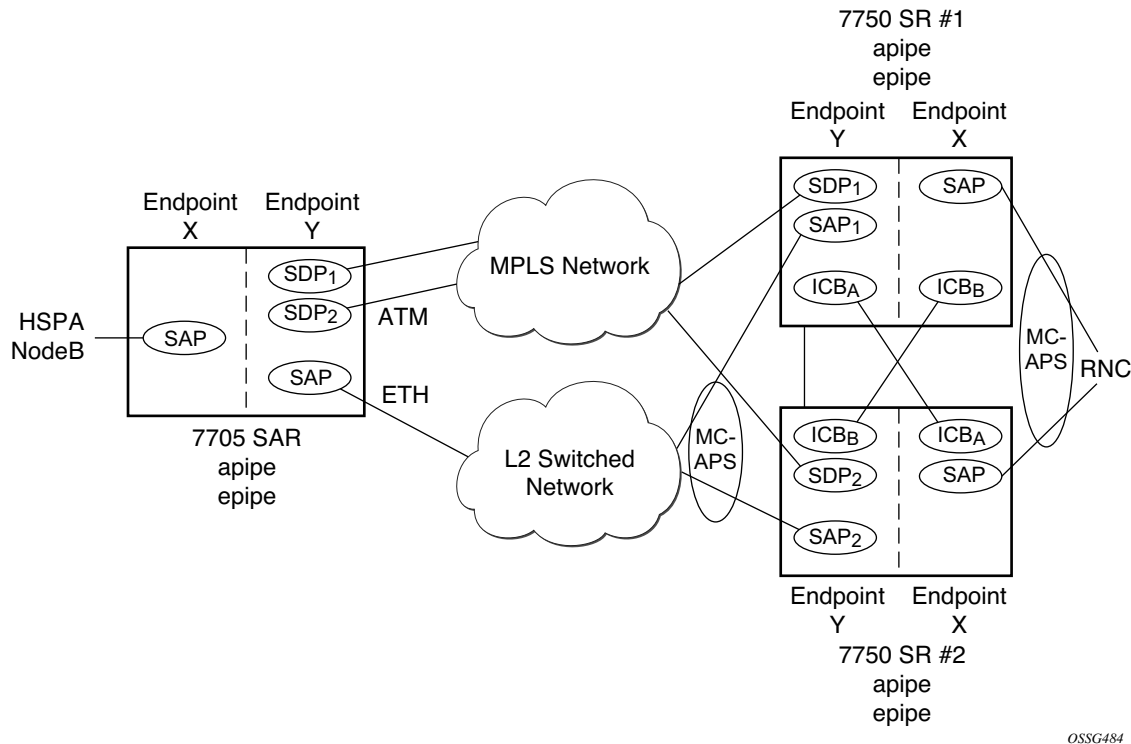 7750 SR #1
apipe
epipe
Endpoint Y
Endpoint X
SDP1
SAP
SAP1
ICBA
ICBB
Endpoint X
Endpoint Y
SDP1
SDP2
SAP
SAP
HSPA
NodeB
ATM
ETH
7705 SAR
apipe
epipe
MPLS Network
L2 Switched
Network
MC-
APS
MC-
APS
RNC
ICBB
ICBA
SDP2
SAP
SAP2
Endpoint Y
Endpoint X
7750 SR #2
apipe
epipe
OSSG484